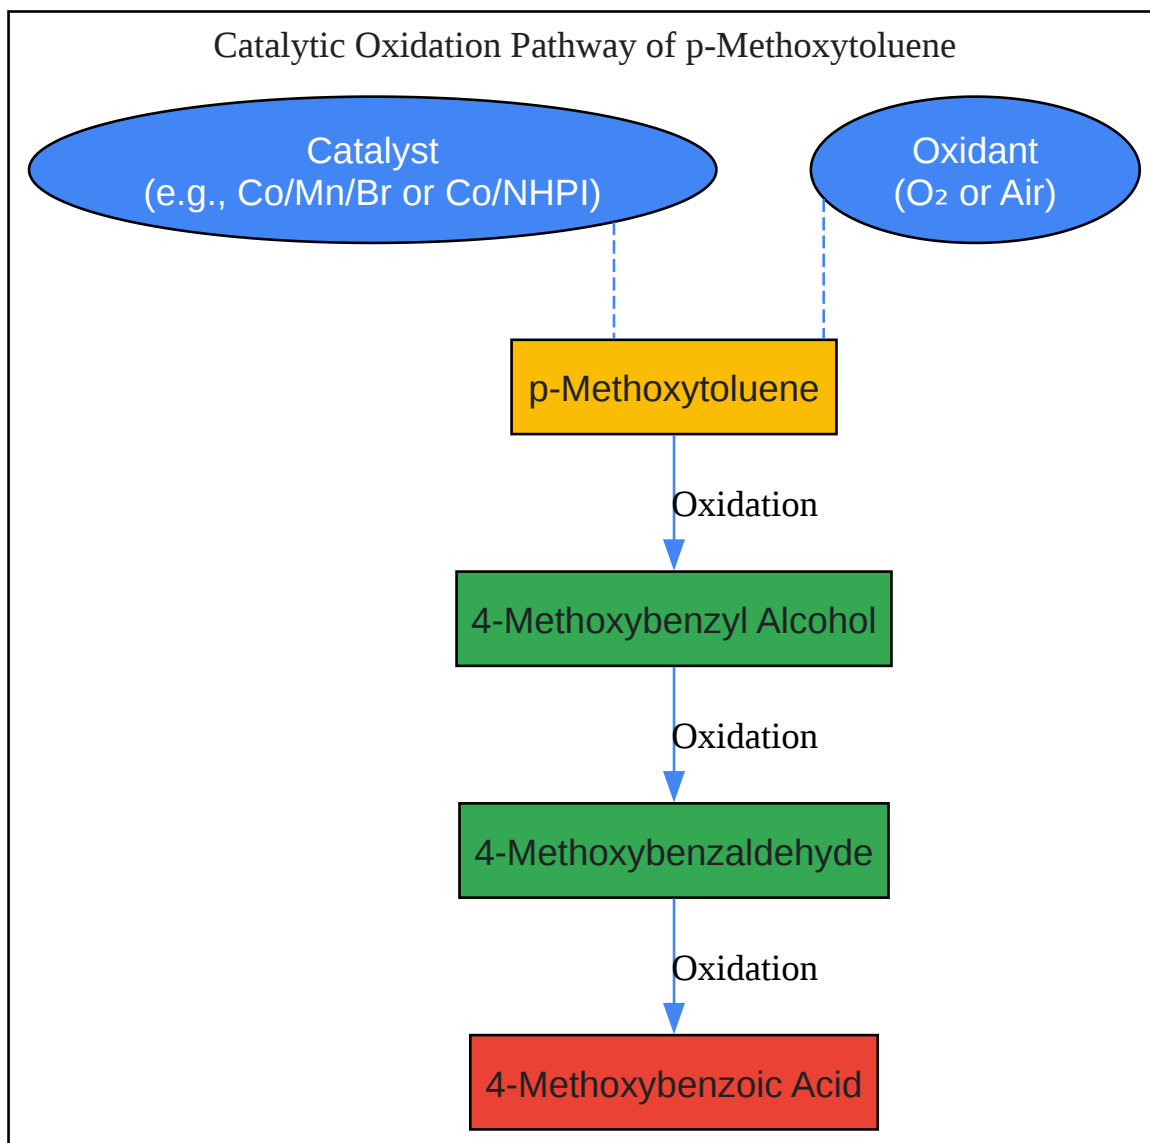 Catalytic Oxidation Pathway of p-Methoxytoluene
Catalyst
(e.g., Co/Mn/Br or Co/NHPI)
Oxidant
(O₂ or Air)
p-Methoxytoluene
Oxidation
4-Methoxybenzyl Alcohol
Oxidation
4-Methoxybenzaldehyde
Oxidation
4-Methoxybenzoic Acid